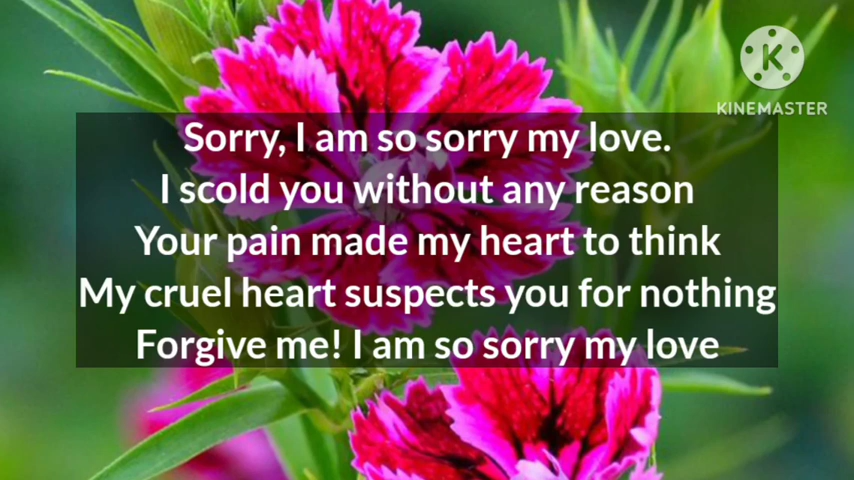 KINEMASTER
Sorry, I am so sorry my love.
I scold you without any reason
Your pain made my heart to think
My cruel heart suspects you for nothing
Forgive me! I am so sorry my love